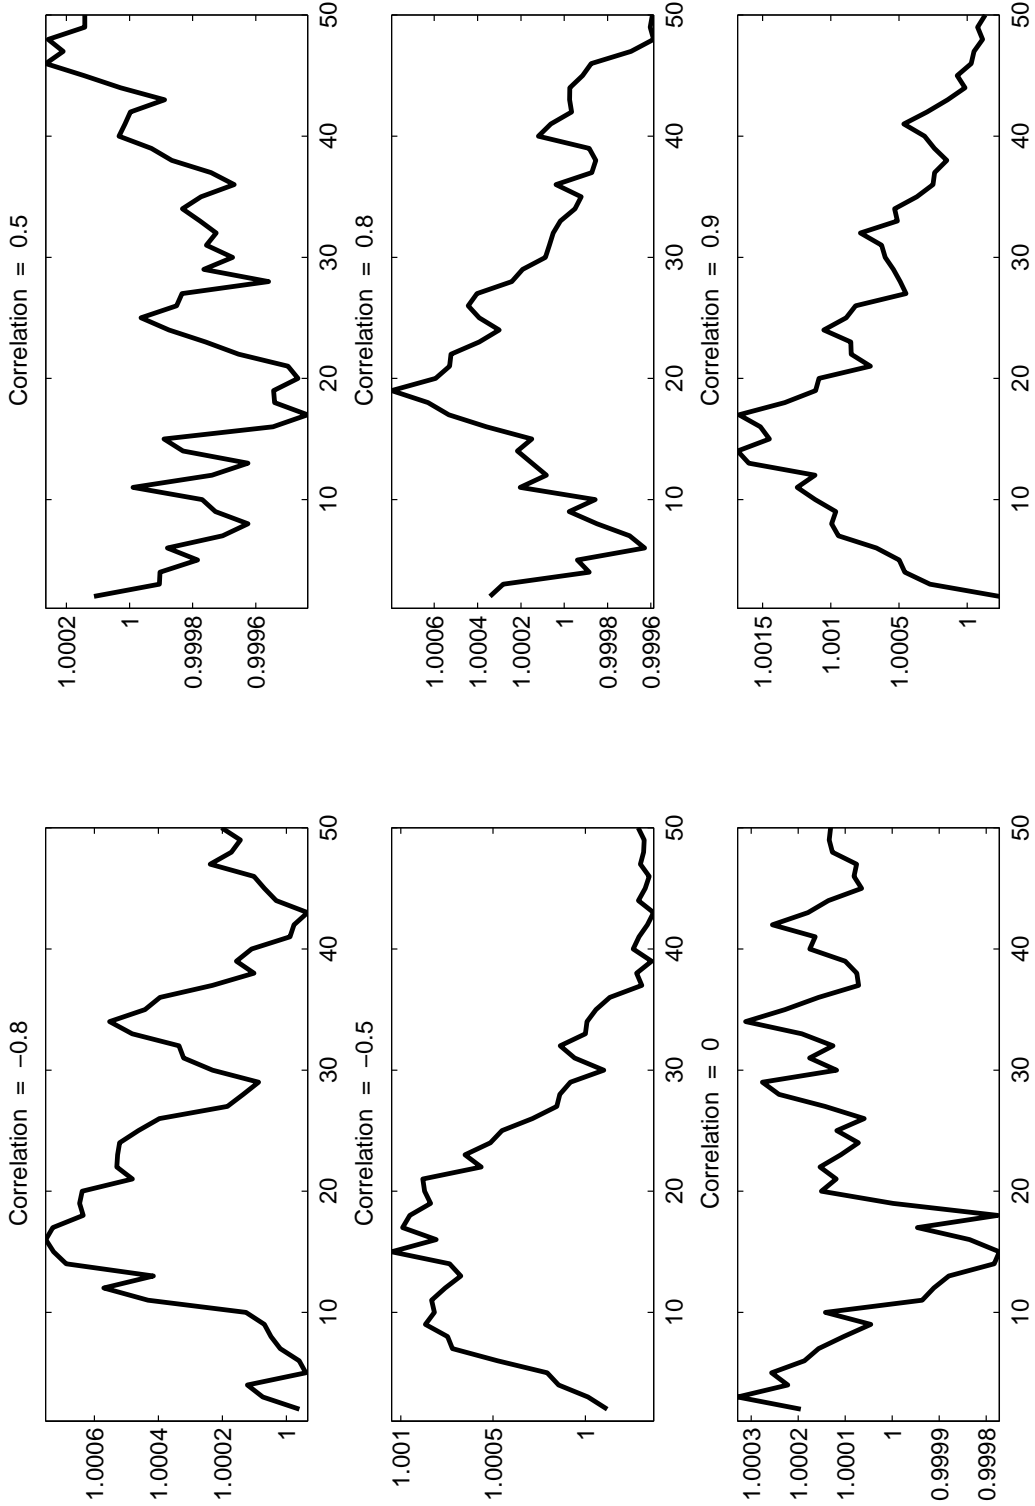 Correlation = −0.8
1.0006
1.0004
1.0002
1
10 20 30 40 50
Correlation = 0.5
1.0002
1
0.9998
0.9996
10 20 30 40 50
Correlation = −0.5
1.001
1.0005
1
10 20 30 40 50
Correlation = 0.8
1.0006
1.0004
1.0002
1
0.9998
0.9996
10 20 30 40 50
Correlation = 0
1.0003
1.0002
1.0001
1
0.9999
0.9998
10 20 30 40 50
Correlation = 0.9
1.0015
1.001
1.0005
1
10 20 30 40 50